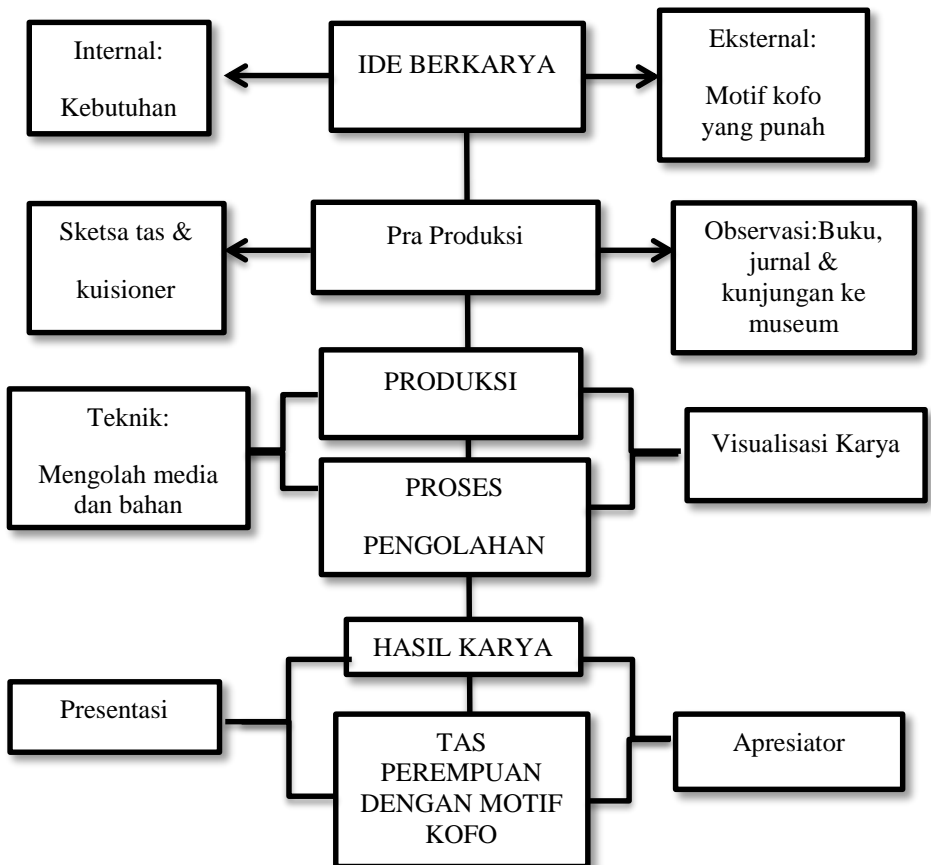 Internal:
Kebutuhan
IDE BERKARYA
Eksternal:
Motif kofo
yang punah
Sketsa tas &
kuisioner
Pra Produksi
Observasi:Buku,
jurnal &
kunjungan ke
museum
PRODUKSI
Teknik:
Mengolah media
dan bahan
Visualisasi Karya
PROSES
PENGOLAHAN
HASIL KARYA
Presentasi
TAS
PEREMPUAN
DENGAN MOTIF
KOFO
Apresiator